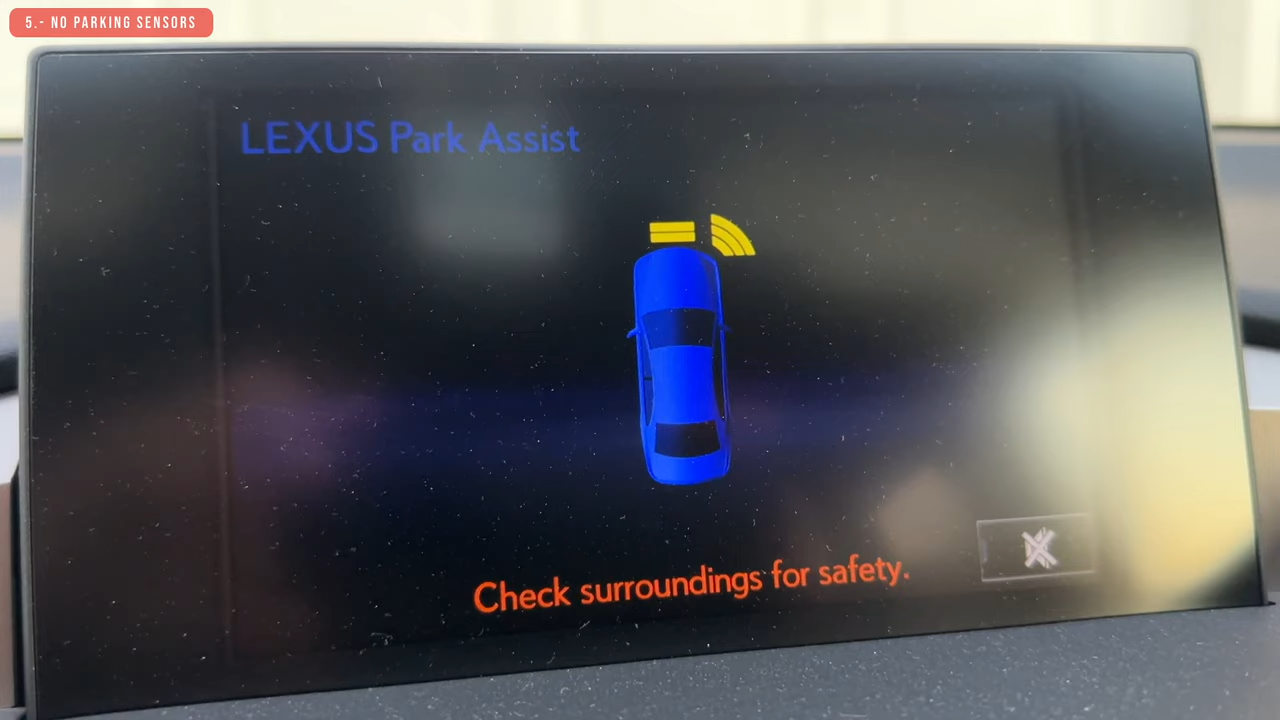 5.- NO PARKING SENSORS
LEXUS Park Assist
Check surroundings for safety.